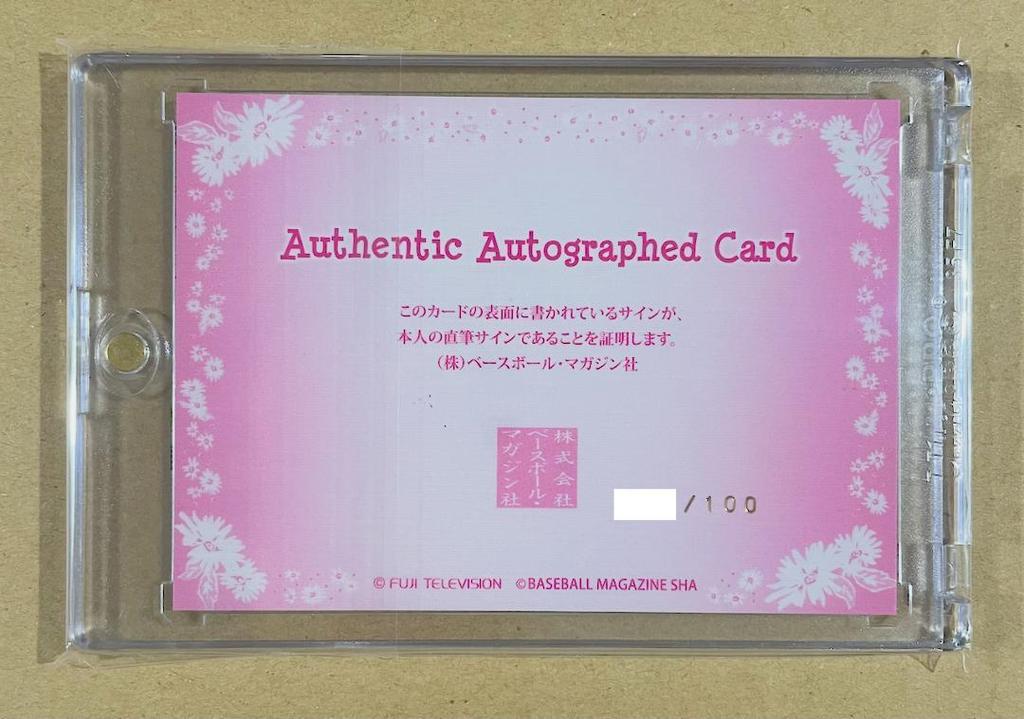 Authentic Autographed Card
このカードの表面に書かれているサインが、
本人の直筆サインであることを証明します。
(株)ベースボール・マガジン社
株式会社
ベースボール・
マガジン社
/100
© FUJI TELEVISION ©BASEBALL MAGAZINE SHA